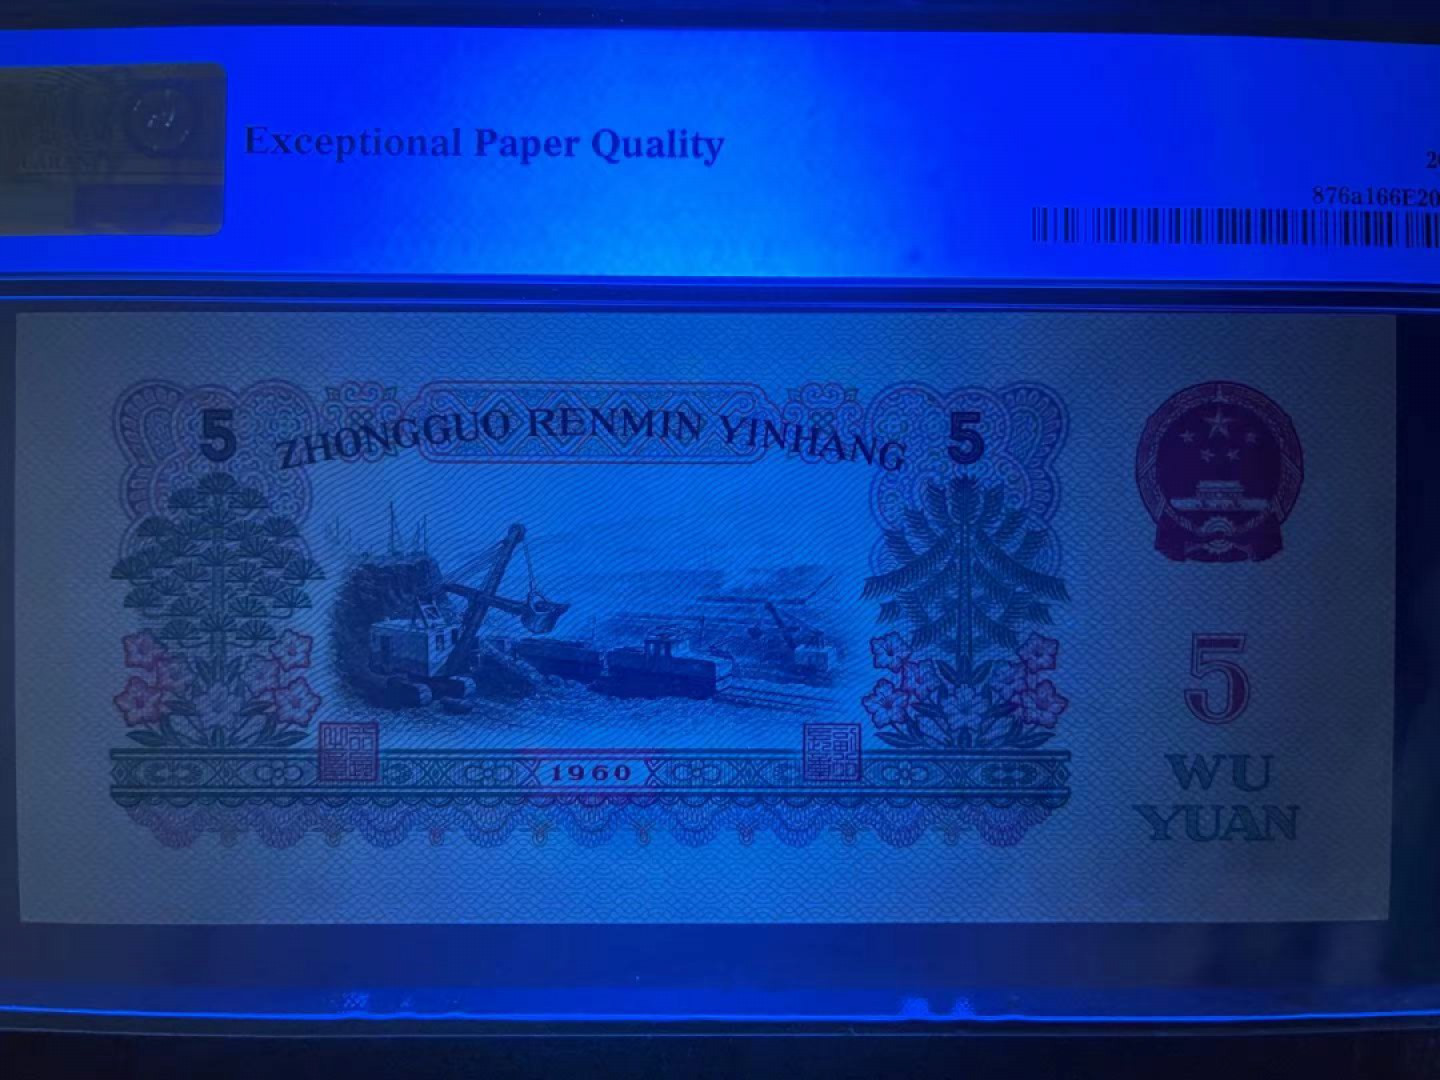 Exceptional Paper Quality
876a166E20
5
ZHONGGUO RENMIN YINHANG
5
5
1960
WU
YUAN